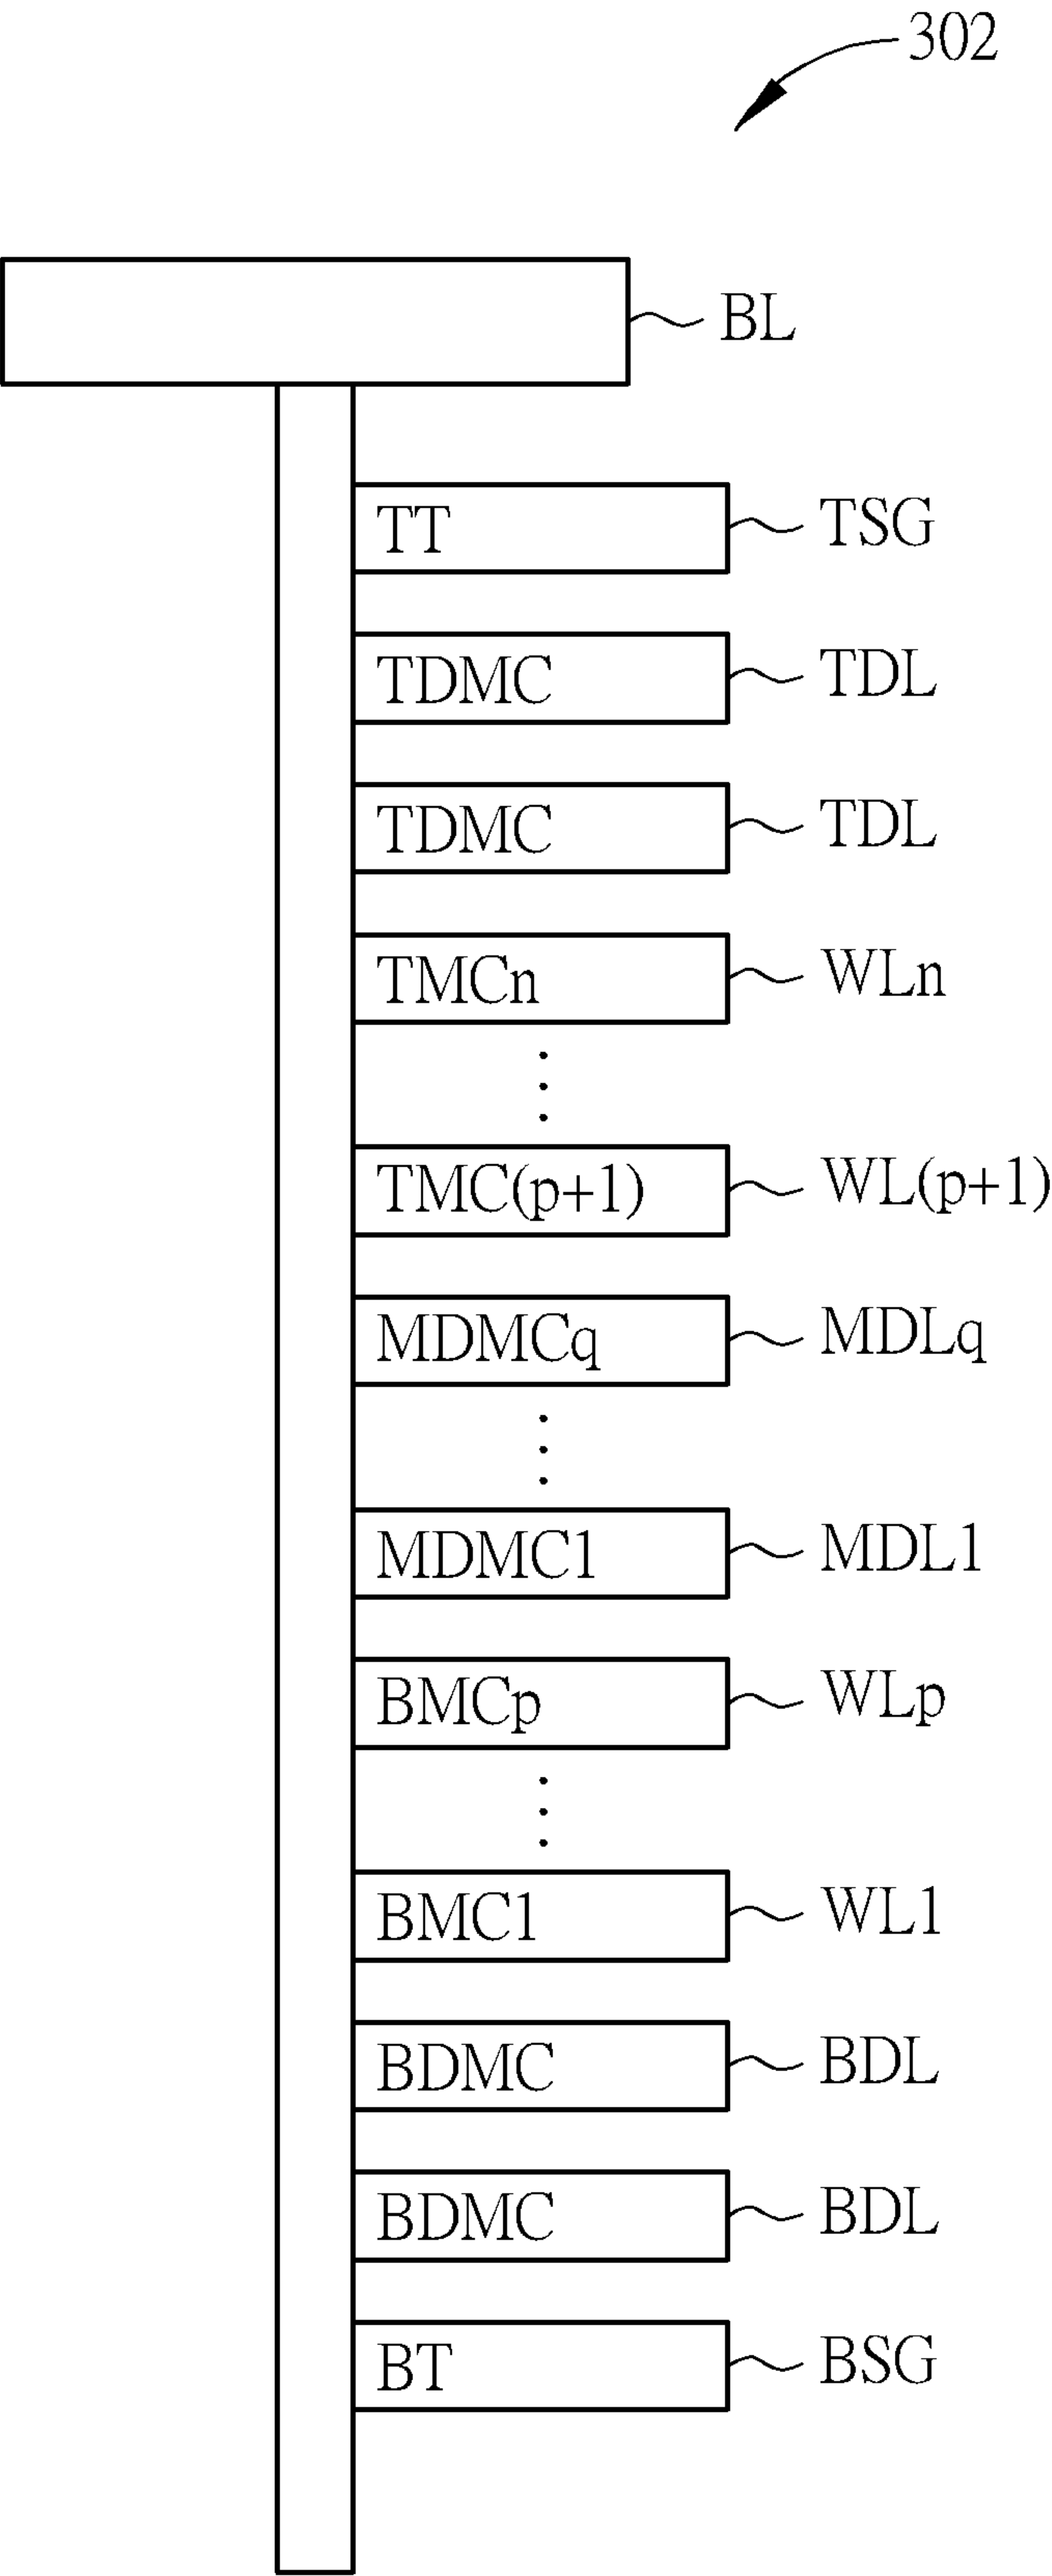 302
BL
TT TSG
TDMC TDL
TDMC TDL
TMCn WLn
TMC(p+1) WL(p+1)
MDMCq MDLq
MDMC1 MDL1
BMCp WLp
BMC1 WL1
BDMC BDL
BDMC BDL
BT BSG